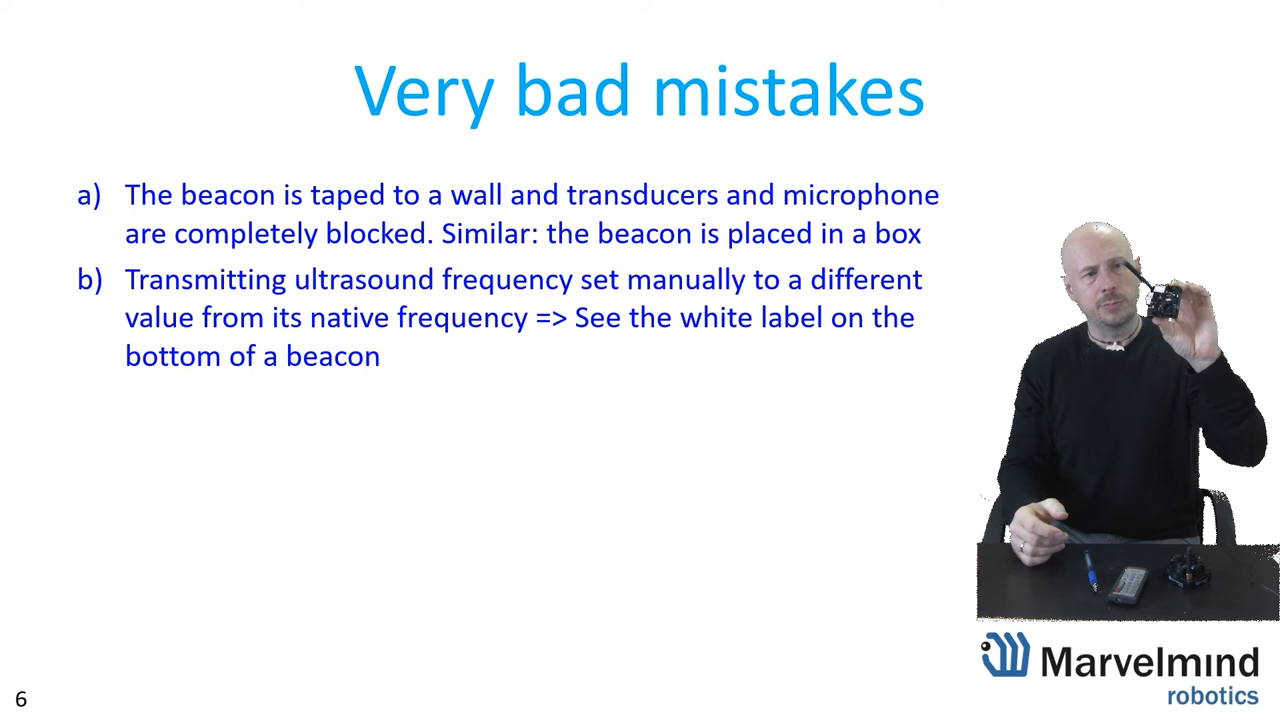 Very bad mistakes
a) The beacon is taped to a wall and transducers and microphone
are completely blocked. Similar: the beacon is placed in a box
b) Transmitting ultrasound frequency set manually to a different
value from its native frequency => See the white label on the
bottom of a beacon
Marvelmind
robotics
6